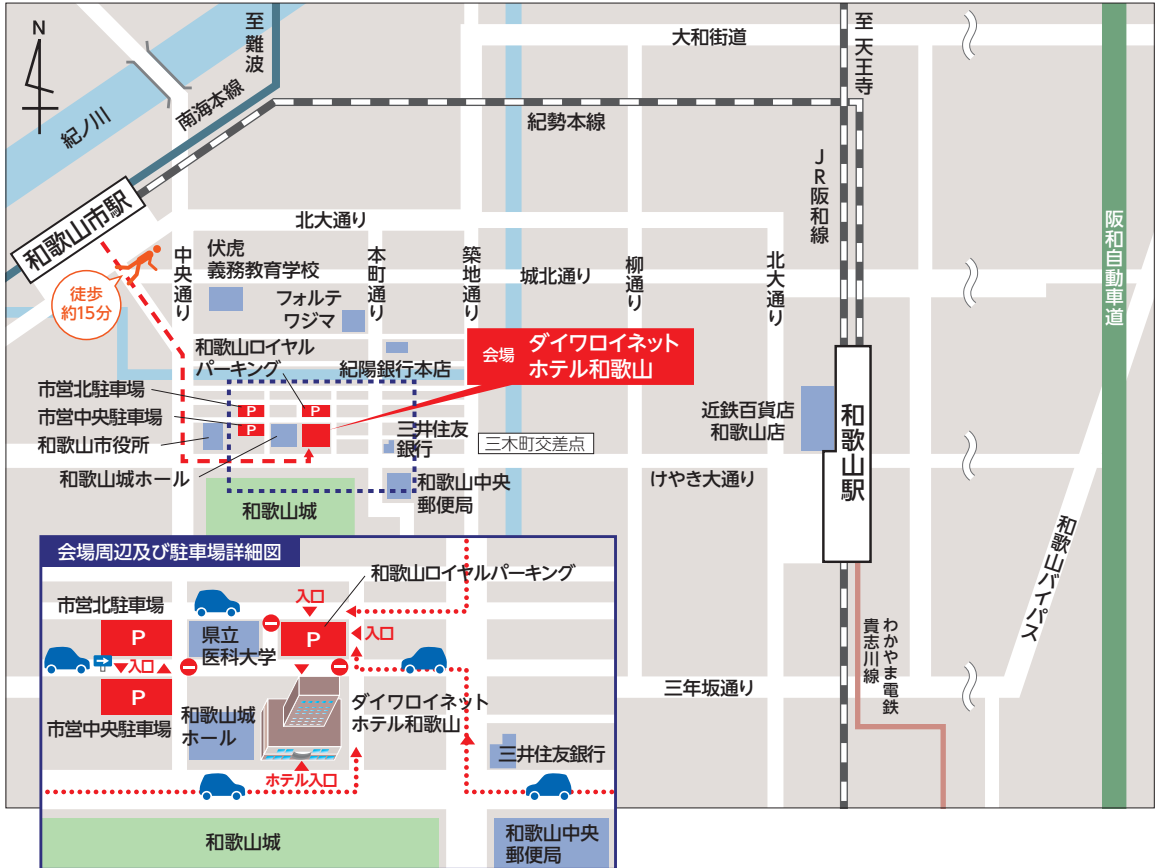 N
至
難波
大和街道
至
天王寺
紀ノ川
南海本線
紀勢本線
JR阪和線
和歌山市駅
北大通り
中央通り
伏虎
義務教育学校
本町通り
築地通り
城北通り
柳通り
北大通り
阪和自動車道
徒歩
約15分
フォルテ
ワジマ
和歌山ロイヤル
パーキング
紀陽銀行本店
会場
ダイワロイネット
ホテル和歌山
市営北駐車場
P
P
市営中央駐車場
P
和歌山市役所
三井住友
銀行
三木町交差点
近鉄百貨店
和歌山店
和歌山駅
和歌山城ホール
和歌山中央
郵便局
けやき大通り
和歌山城
和歌山バイパス
会場周辺及び駐車場詳細図
和歌山ロイヤルパーキング
市営北駐車場
入口
P
県立
医科大学
P
入口
入口
P
市営中央駐車場
和歌山城
ホール
ダイワロイネット
ホテル和歌山
三年坂通り
わかやま電鉄
貴志川線
三井住友銀行
ホテル入口
和歌山城
和歌山中央
郵便局